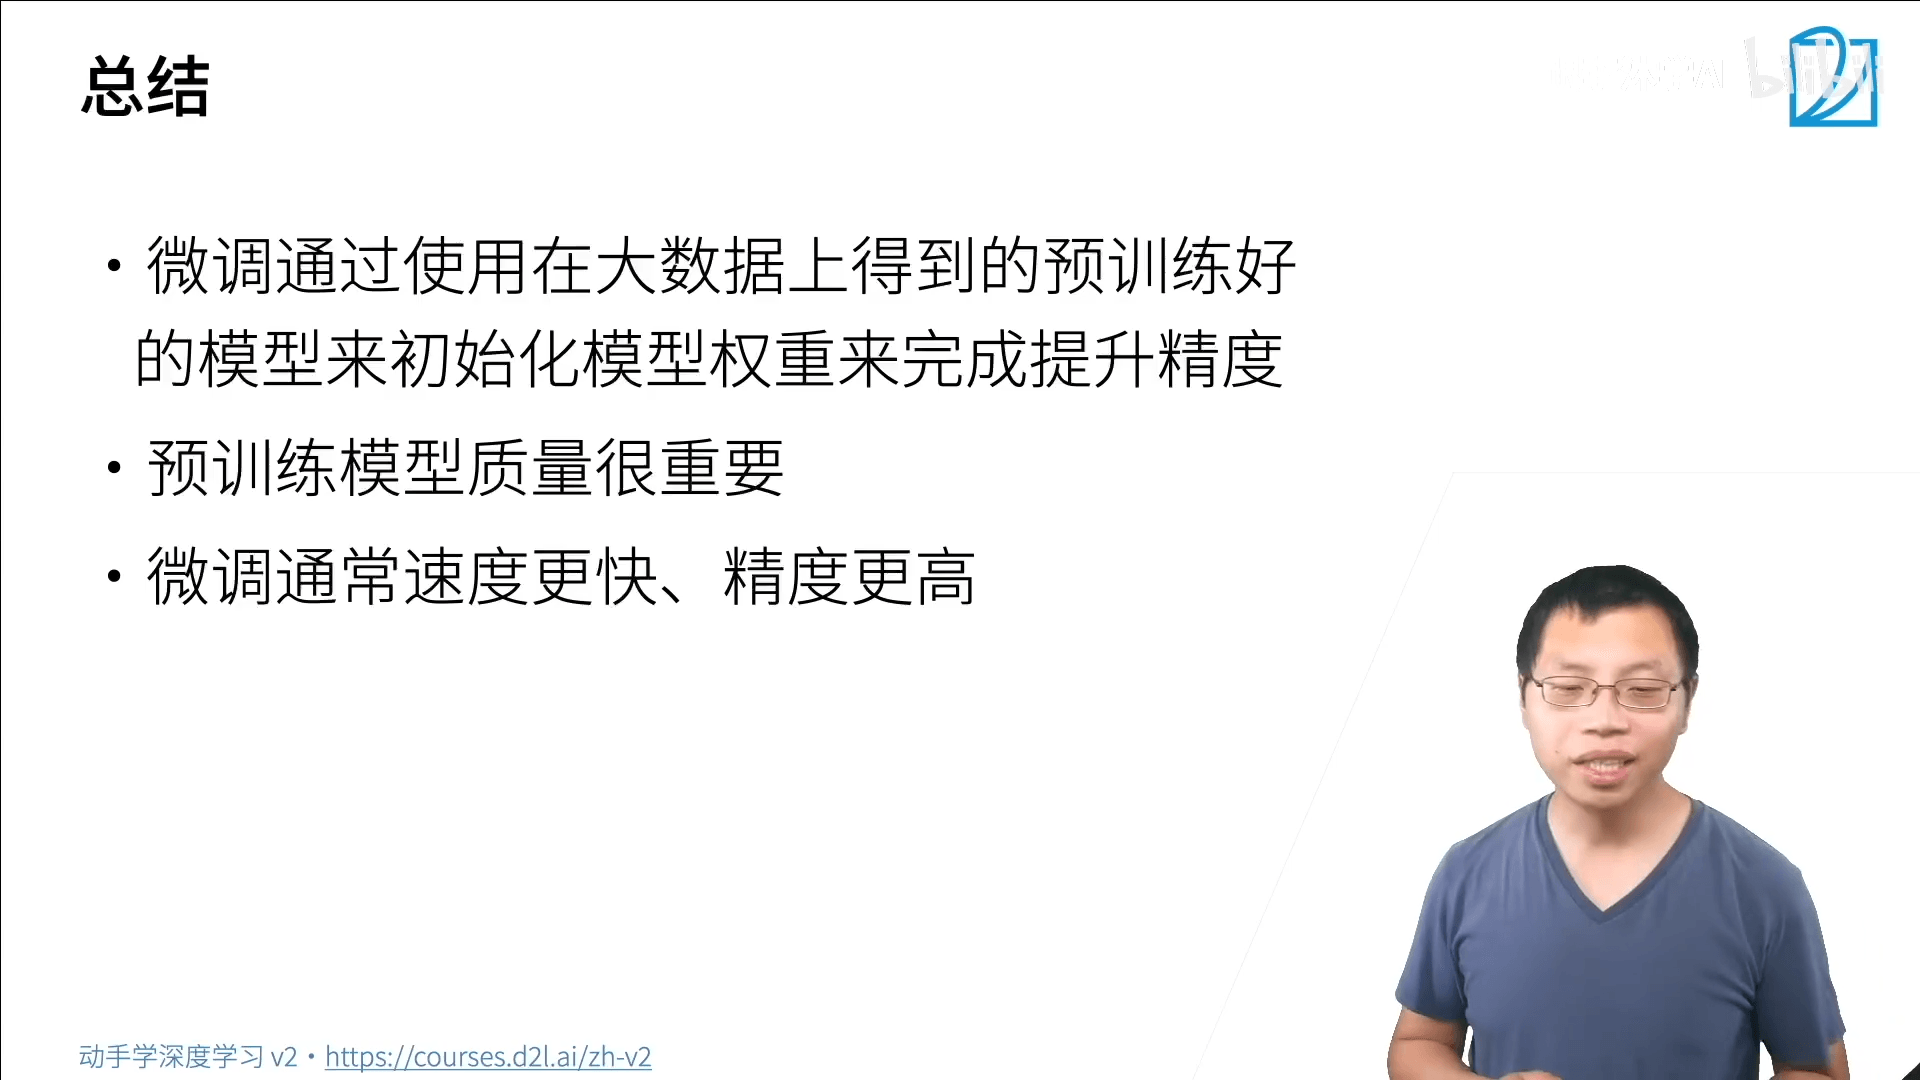 总结
• 微调通过使用在大数据上得到的预训练好
的模型来初始化模型权重来完成提升精度
• 预训练模型质量很重要
• 微调通常速度更快、精度更高
动手学深度学习 v2 • https://courses.d2l.ai/zh-v2
bilibili